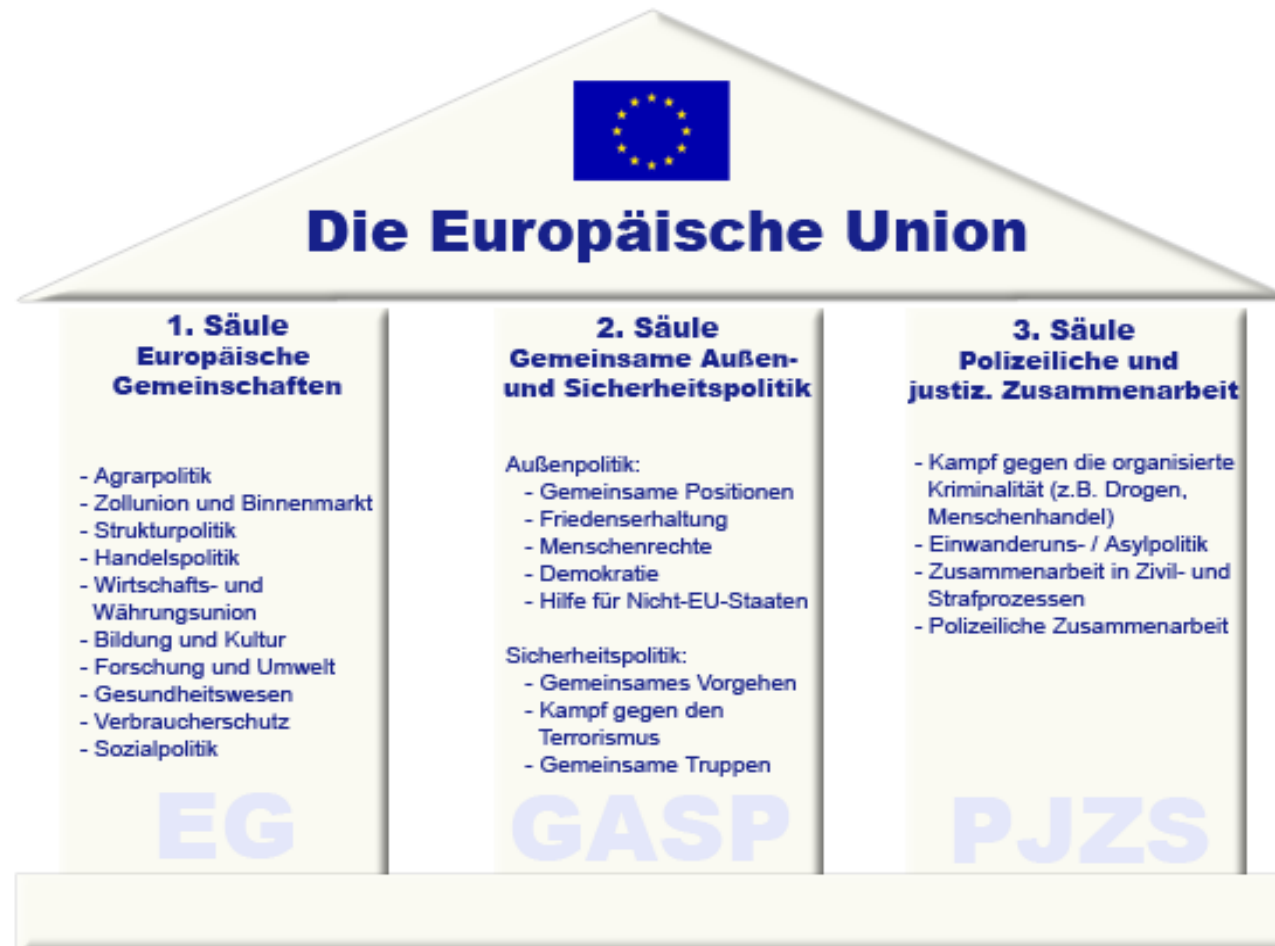 Die Europäische Union
1. Säule
Europäische
Gemeinschaften
- Agrarpolitik
- Zollunion und Binnenmarkt
- Strukturpolitik
- Handelspolitik
- Wirtschafts- und
Währungsunion
- Bildung und Kultur
- Forschung und Umwelt
- Gesundheitswesen
- Verbraucherschutz
- Sozialpolitik
EG
2. Säule
Gemeinsame Außen-
und Sicherheitspolitik
Außenpolitik:
- Gemeinsame Positionen
- Friedenserhaltung
- Menschenrechte
- Demokratie
- Hilfe für Nicht-EU-Staaten
Sicherheitspolitik:
- Gemeinsames Vorgehen
- Kampf gegen den
Terrorismus
- Gemeinsame Truppen
GASP
3. Säule
Polizeiliche und
justiz. Zusammenarbeit
- Kampf gegen die organisierte
Kriminalität (z.B. Drogen,
Menschenhandel)
- Einwanderuns- / Asylpolitik
- Zusammenarbeit in Zivil- und
Strafprozessen
- Polizeiliche Zusammenarbeit
PJZS